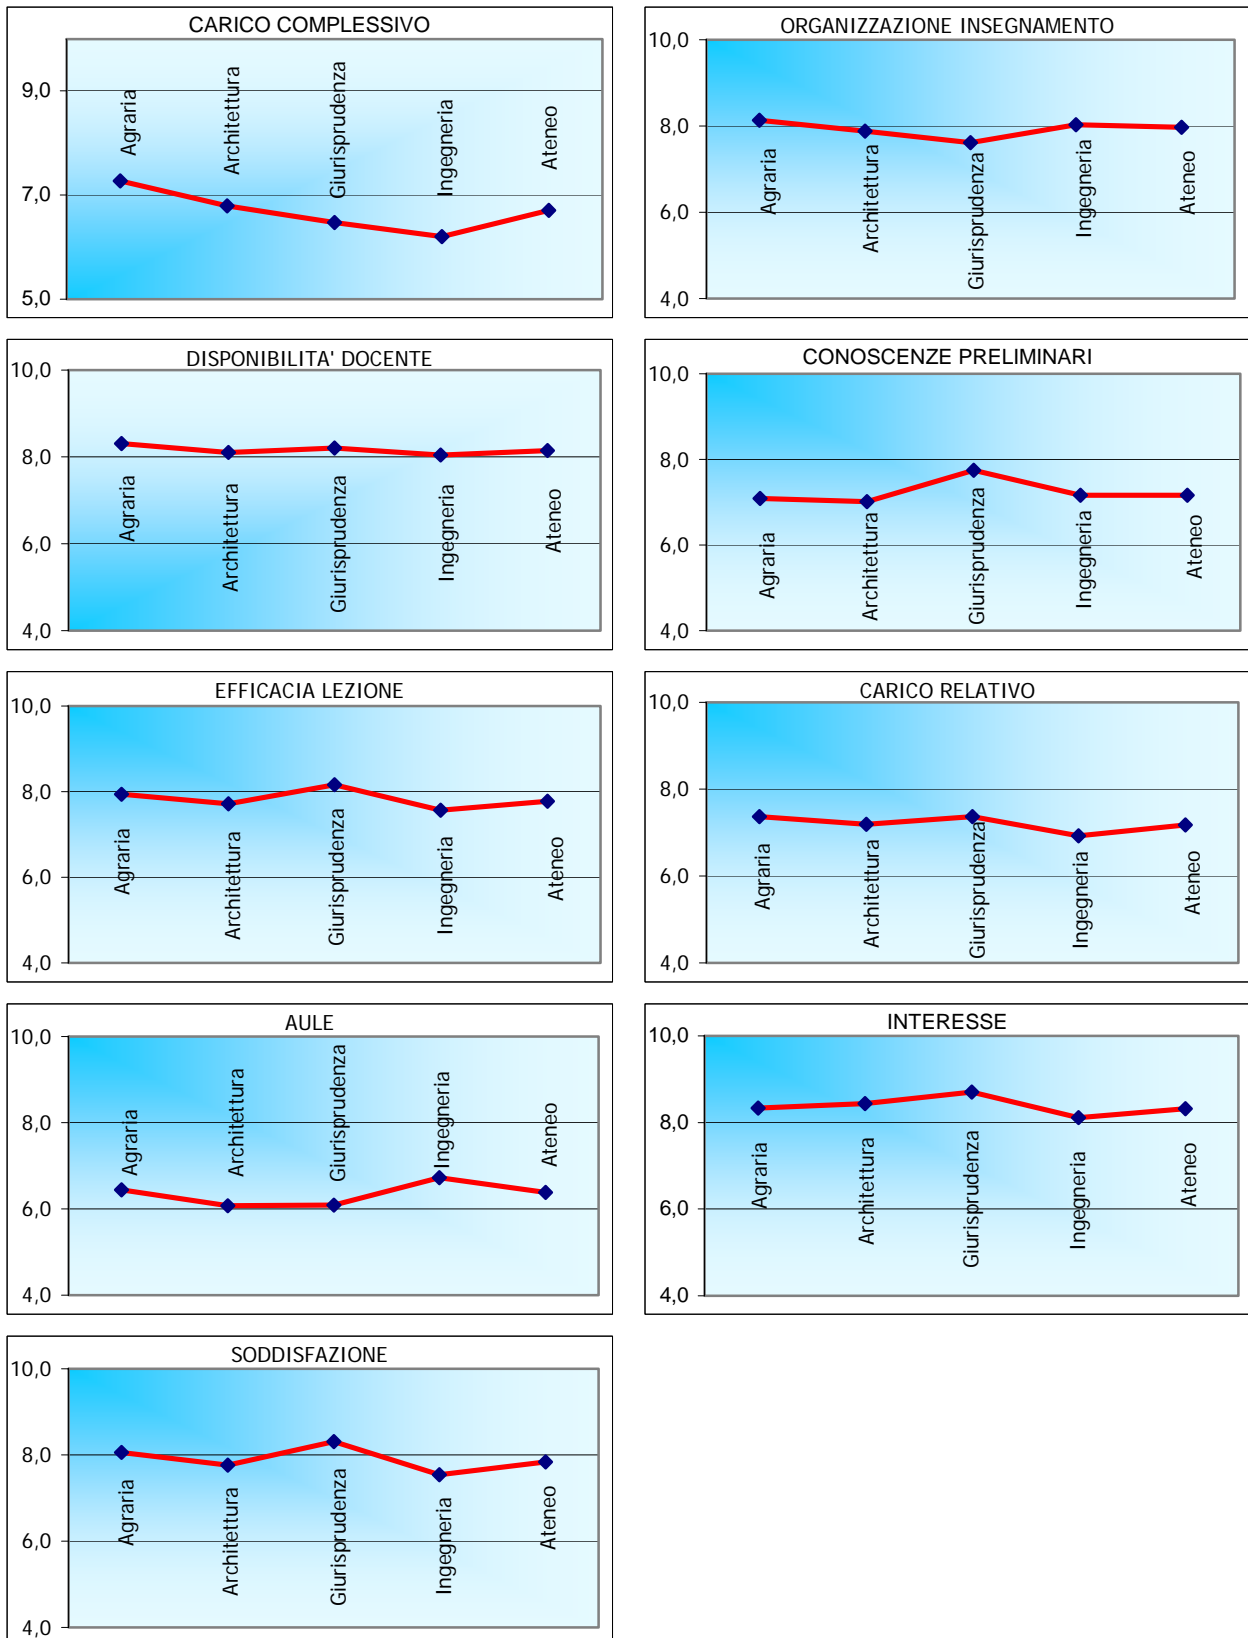 CARICO COMPLESSIVO
9,0
7,0
5,0
Agraria
Architettura
Giurisprudenza
Ingegneria
Ateneo
ORGANIZZAZIONE INSEGNAMENTO
10,0
8,0
6,0
4,0
Agraria
Architettura
Giurisprudenza
Ingegneria
Ateneo
DISPONIBILITA' DOCENTE
10,0
8,0
6,0
4,0
Agraria
Architettura
Giurisprudenza
Ingegneria
Ateneo
CONOSCENZE PRELIMINARI
10,0
8,0
6,0
4,0
Agraria
Architettura
Giurisprudenza
Ingegneria
Ateneo
EFFICACIA LEZIONE
10,0
8,0
6,0
4,0
Agraria
Architettura
Giurisprudenza
Ingegneria
Ateneo
CARICO RELATIVO
10,0
8,0
6,0
4,0
Agraria
Architettura
Giurisprudenza
Ingegneria
Ateneo
AULE
10,0
8,0
6,0
4,0
Agraria
Architettura
Giurisprudenza
Ingegneria
Ateneo
INTERESSE
10,0
8,0
6,0
4,0
Agraria
Architettura
Giurisprudenza
Ingegneria
Ateneo
SODDISFAZIONE
10,0
8,0
6,0
4,0
Agraria
Architettura
Giurisprudenza
Ingegneria
Ateneo